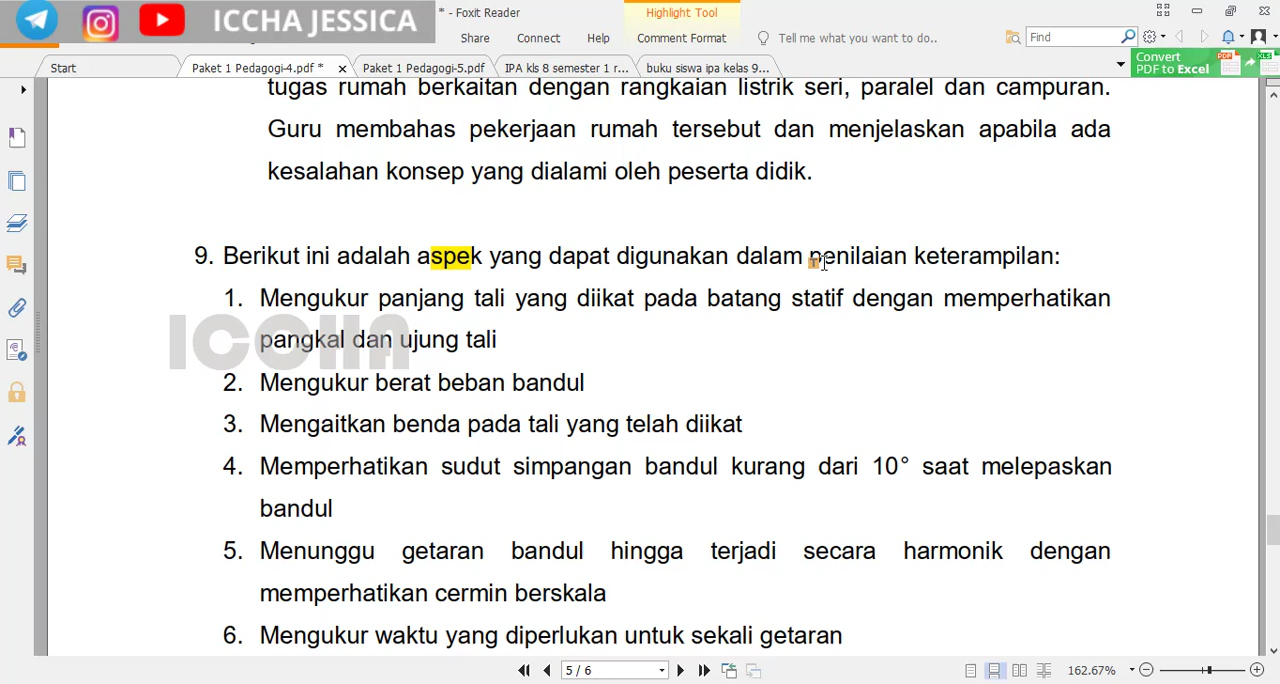 ICCHA JESSICA
* - Foxit Reader
Highlight Tool
Share Connect Help Comment Format Tell me what you want to do.. Find
Start Paket 1 Pedagogi-4.pdf * Paket 1 Pedagogi-5.pdf IPA kls 8 semester 1 r... buku siswa ipa kelas 9...
Convert
PDF to Excel
tugas rumah berkaitan dengan rangkaian listrik seri, paralel dan campuran.
Guru membahas pekerjaan rumah tersebut dan menjelaskan apabila ada
kesalahan konsep yang dialami oleh peserta didik.
9. Berikut ini adalah aspek yang dapat digunakan dalam penilaian keterampilan:
1. Mengukur panjang tali yang diikat pada batang statif dengan memperhatikan
pangkal dan ujung tali
ICCHA
2. Mengukur berat beban bandul
3. Mengaitkan benda pada tali yang telah diikat
4. Memperhatikan sudut simpangan bandul kurang dari 10° saat melepaskan
bandul
5. Menunggu getaran bandul hingga terjadi secara harmonik dengan
memperhatikan cermin berskala
6. Mengukur waktu yang diperlukan untuk sekali getaran
5 / 6
162.67%